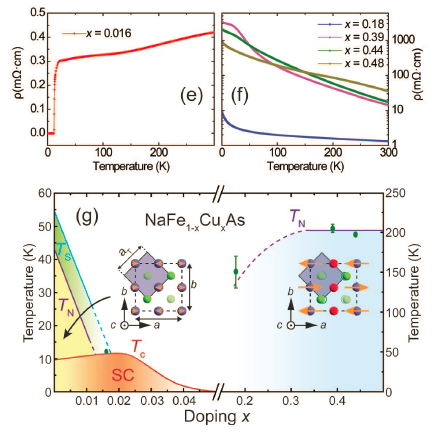 0.5
0.4
0.3
0.2
0.1
0.0
ρ(mΩ·cm)
x = 0.016
(e)
100 200 300
Temperature (K)
x = 0.18
x = 0.39
x = 0.44
x = 0.48
(f)
1000
100
10
1
ρ(mΩ·cm)
0 100 200 300
Temperature (K)
(g)
NaFe1-xCuxAs
60
50
40
30
20
10
0
Temperature (K)
TS
TN
Tc
SC
aT
b
b
c
a
TN
b
c
a
200
150
100
50
0
250
Temperature (K)
0.01 0.02 0.03 0.04 0.2 0.3 0.4
Doping x